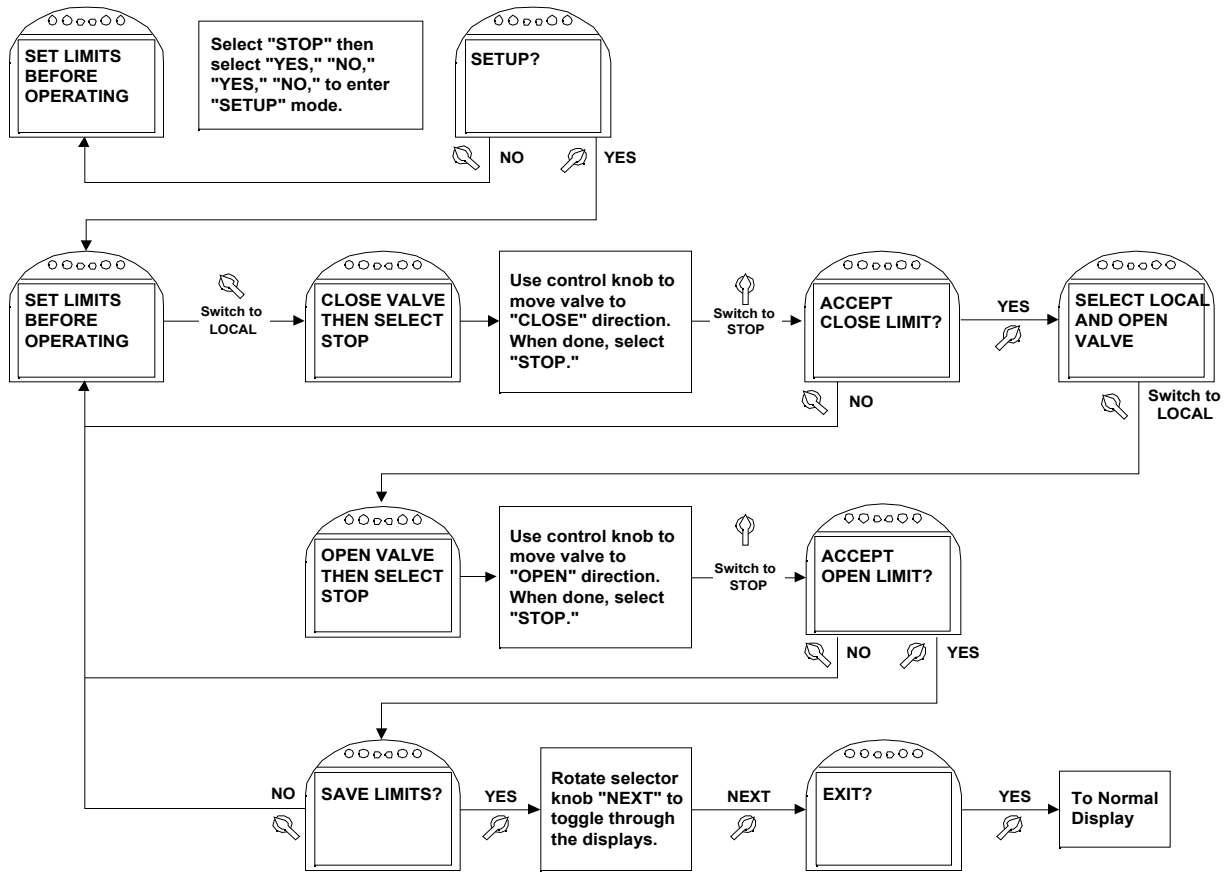 SET LIMITS
BEFORE
OPERATING
Select "STOP" then
select "YES," "NO,"
"YES," "NO," to enter
"SETUP" mode.
SETUP?
NO
YES
SET LIMITS
BEFORE
OPERATING
Switch to
LOCAL
CLOSE VALVE
THEN SELECT
STOP
Use control knob to
move valve to
"CLOSE" direction.
When done, select
"STOP."
Switch to
STOP
ACCEPT
CLOSE LIMIT?
NO
YES
SELECT LOCAL
AND OPEN
VALVE
Switch to
LOCAL
OPEN VALVE
THEN SELECT
STOP
Use control knob to
move valve to
"OPEN" direction.
When done, select
"STOP."
Switch to
STOP
ACCEPT
OPEN LIMIT?
NO
YES
NO
SAVE LIMITS?
YES
Rotate selector
knob "NEXT" to
toggle through
the displays.
NEXT
EXIT?
YES
To Normal
Display